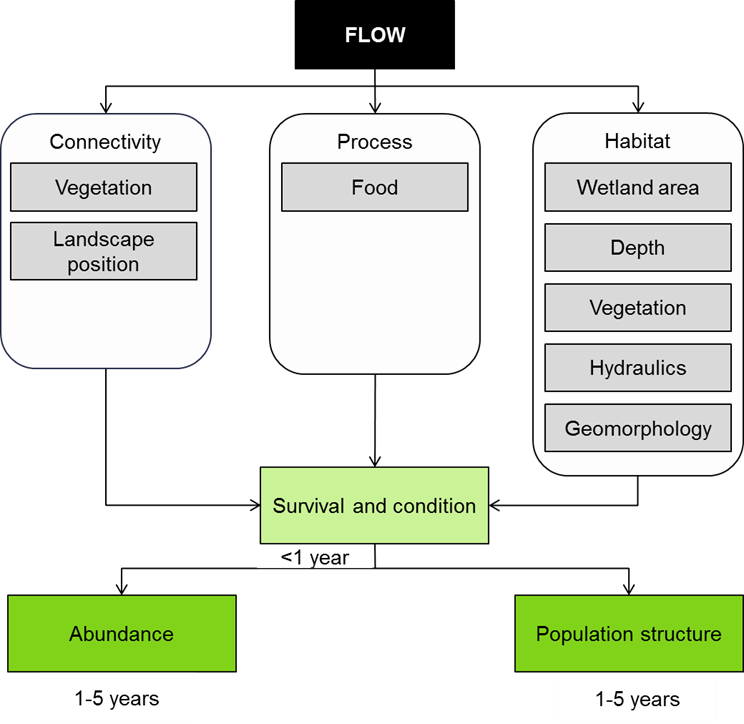 FLOW
Connectivity
Vegetation
Landscape
position
Process
Food
Habitat
Wetland area
Depth
Vegetation
Hydraulics
Geomorphology
Survival and condition
<1 year
Abundance
1-5 years
Population structure
1-5 years